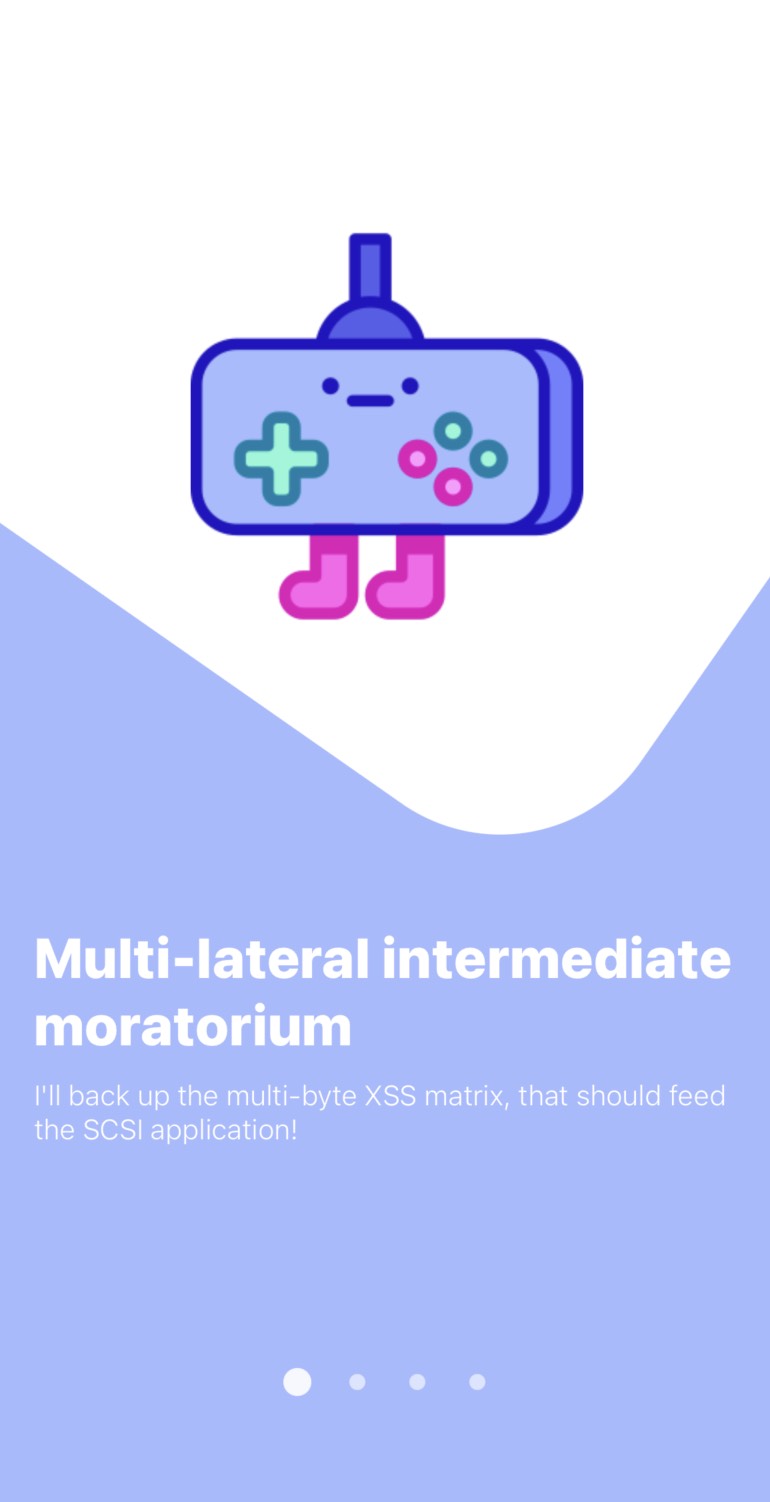 Multi-lateral intermediate
moratorium
I'll back up the multi-byte XSS matrix, that should feed
the SCSI application!